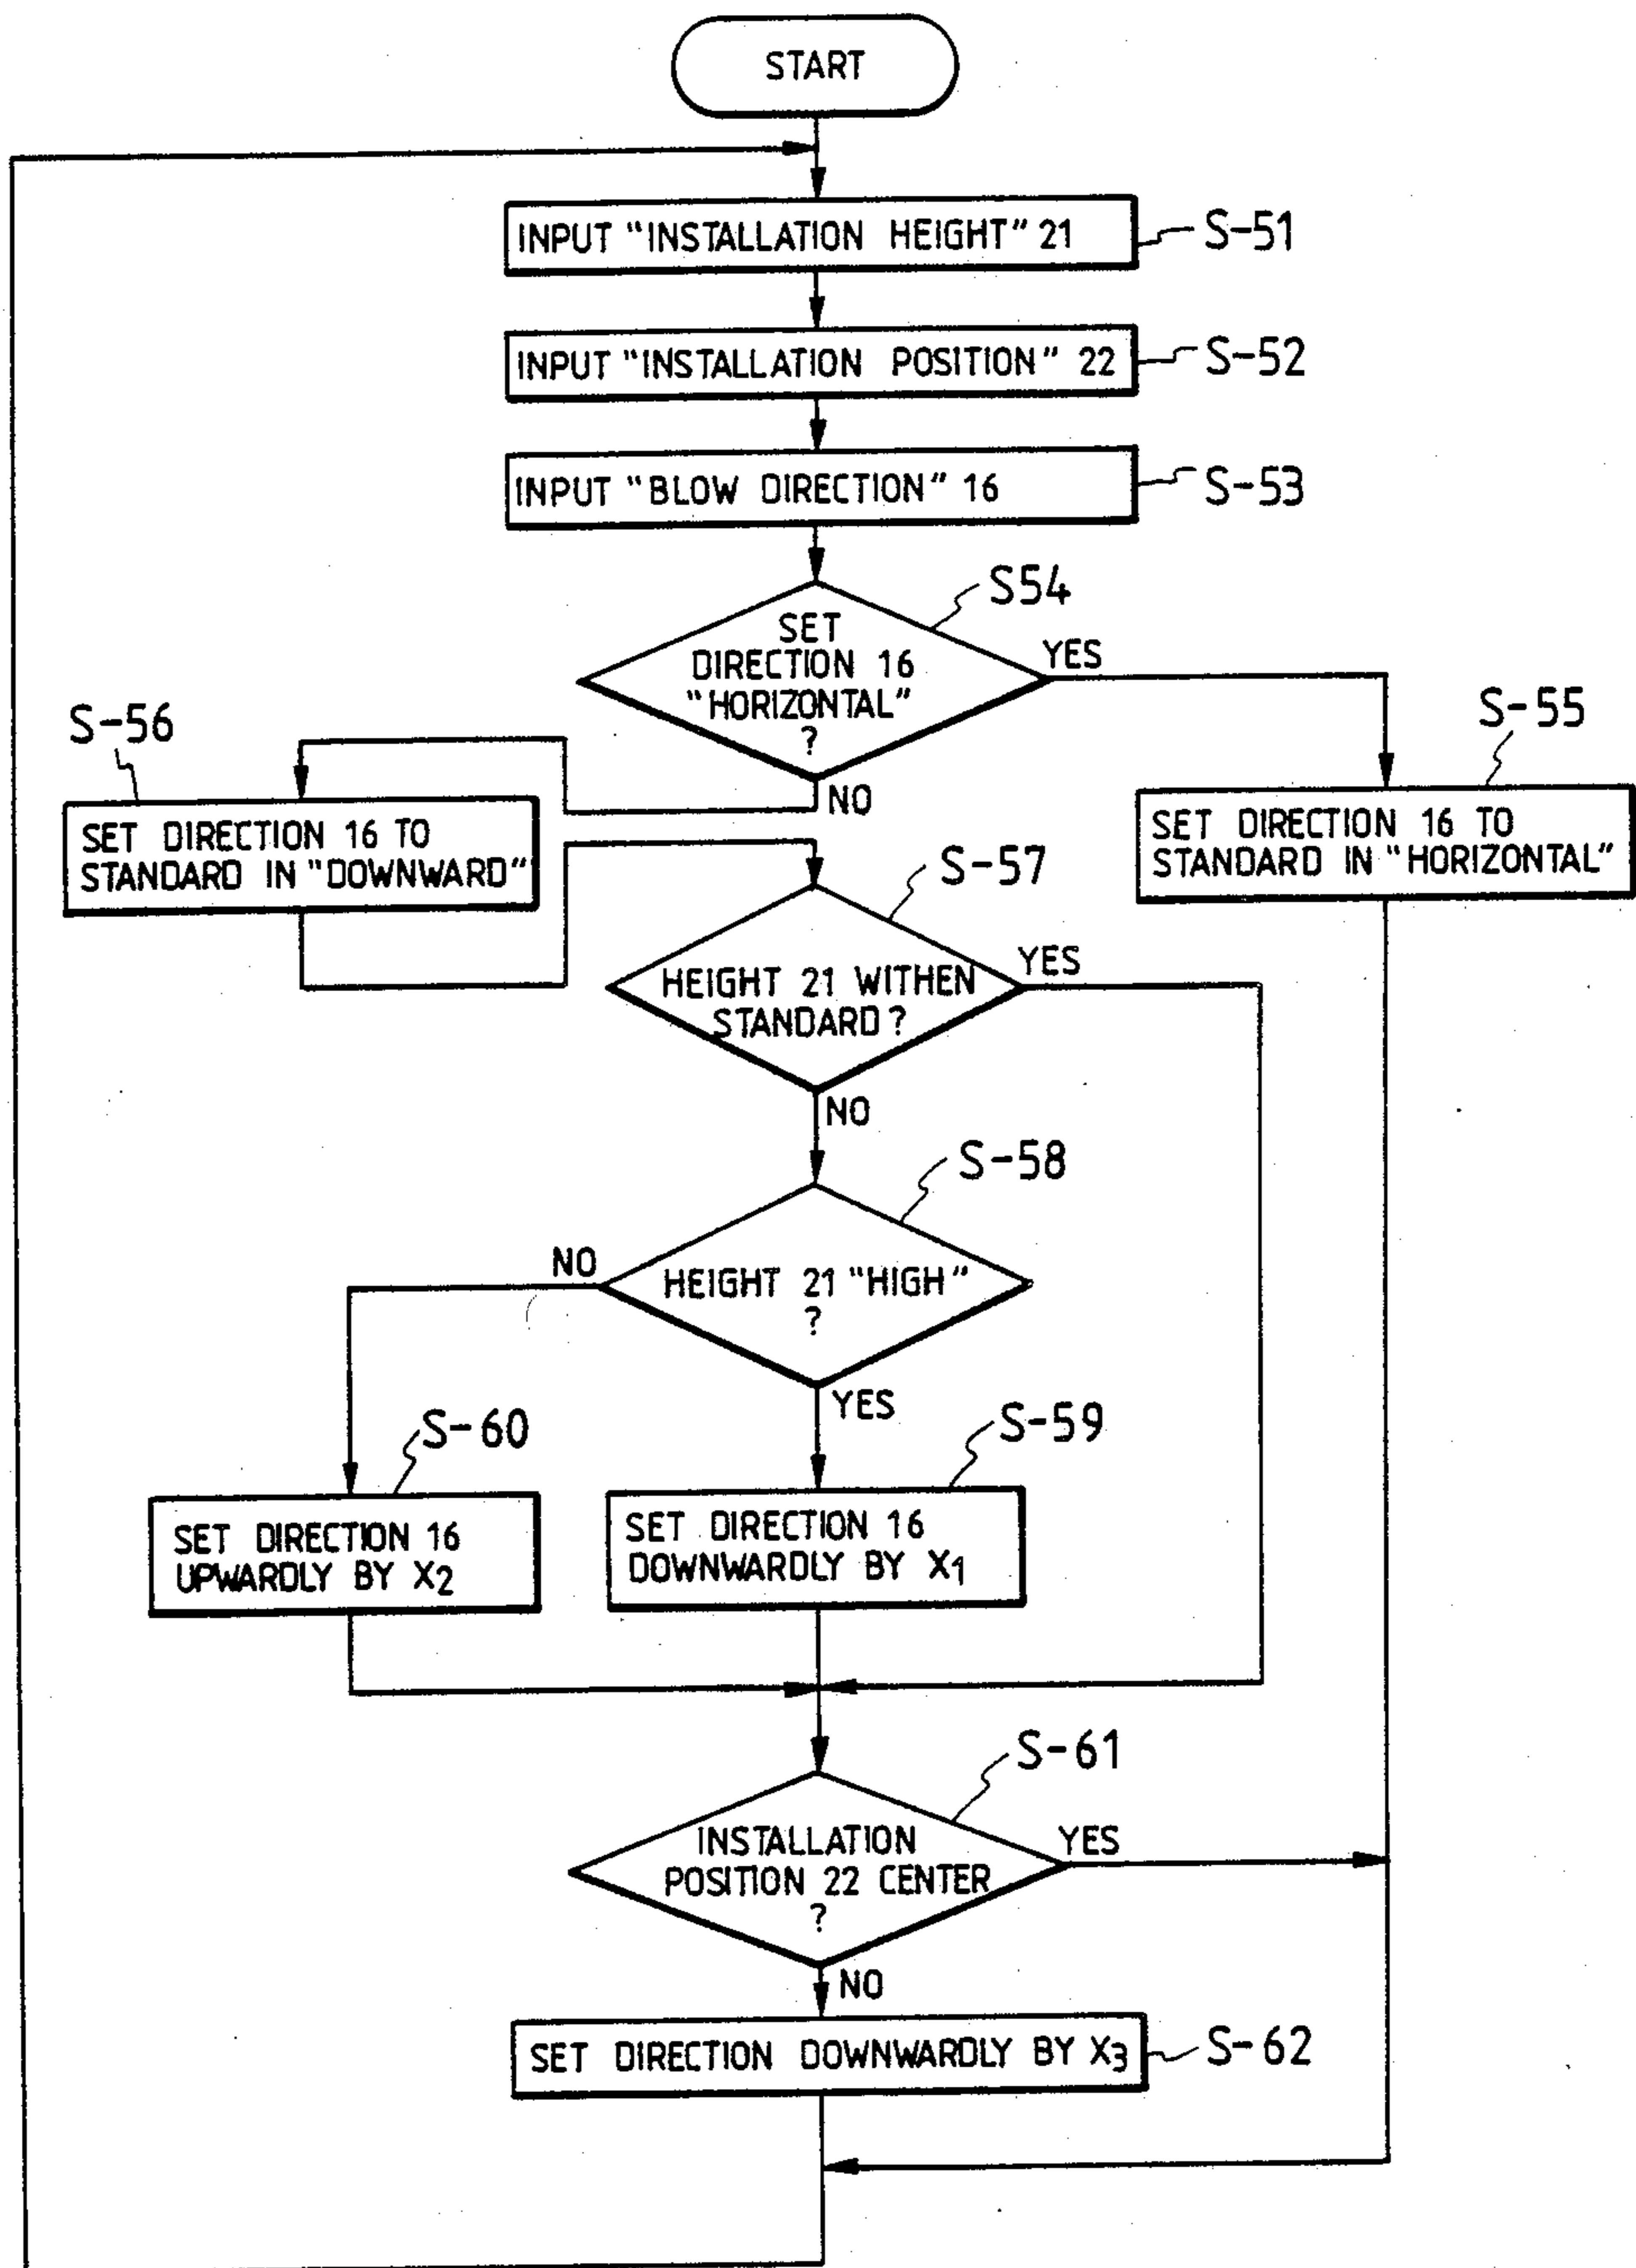 START
INPUT "INSTALLATION HEIGHT" 21
S-51
INPUT "INSTALLATION POSITION" 22
S-52
INPUT "BLOW DIRECTION" 16
S-53
S54
SET
DIRECTION 16
"HORIZONTAL"
?
YES
NO
S-56
SET DIRECTION 16 TO
STANDARD IN "DOWNWARD"
S-55
SET DIRECTION 16 TO
STANDARD IN "HORIZONTAL"
S-57
HEIGHT 21 WITHEN
STANDARD?
YES
NO
S-58
HEIGHT 21 "HIGH"
?
NO
YES
S-60
SET DIRECTION 16
UPWARDLY BY X2
S-59
SET DIRECTION 16
DOWNWARDLY BY X1
S-61
INSTALLATION
POSITION 22 CENTER
?
YES
NO
SET DIRECTION DOWNWARDLY BY X3
S-62